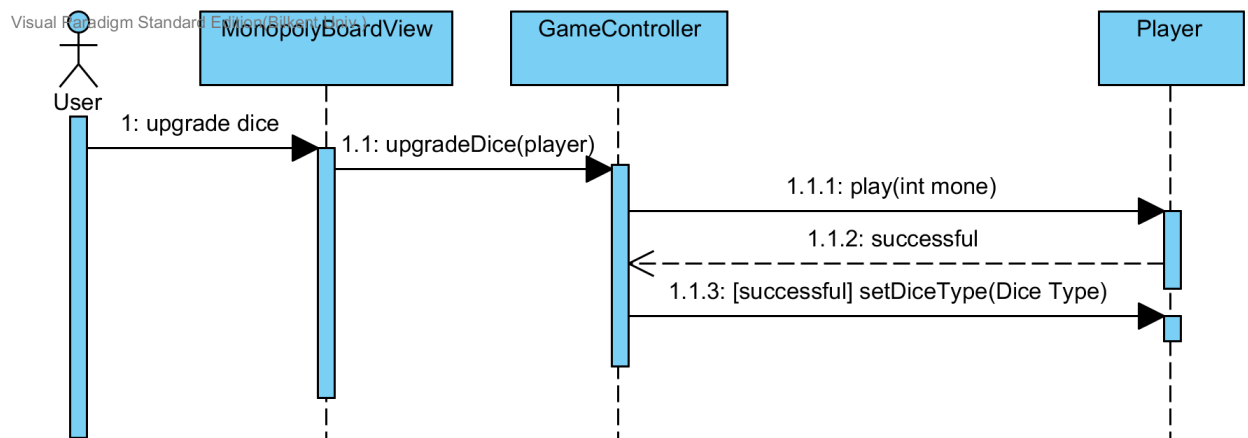 Visual Paradigm Standard Edition(Bilkent Univ.)
MonopolyBoardView
GameController
Player
User
1: upgrade dice
1.1: upgradeDice(player)
1.1.1: play(int mone)
1.1.2: successful
1.1.3: [successful] setDiceType(Dice Type)